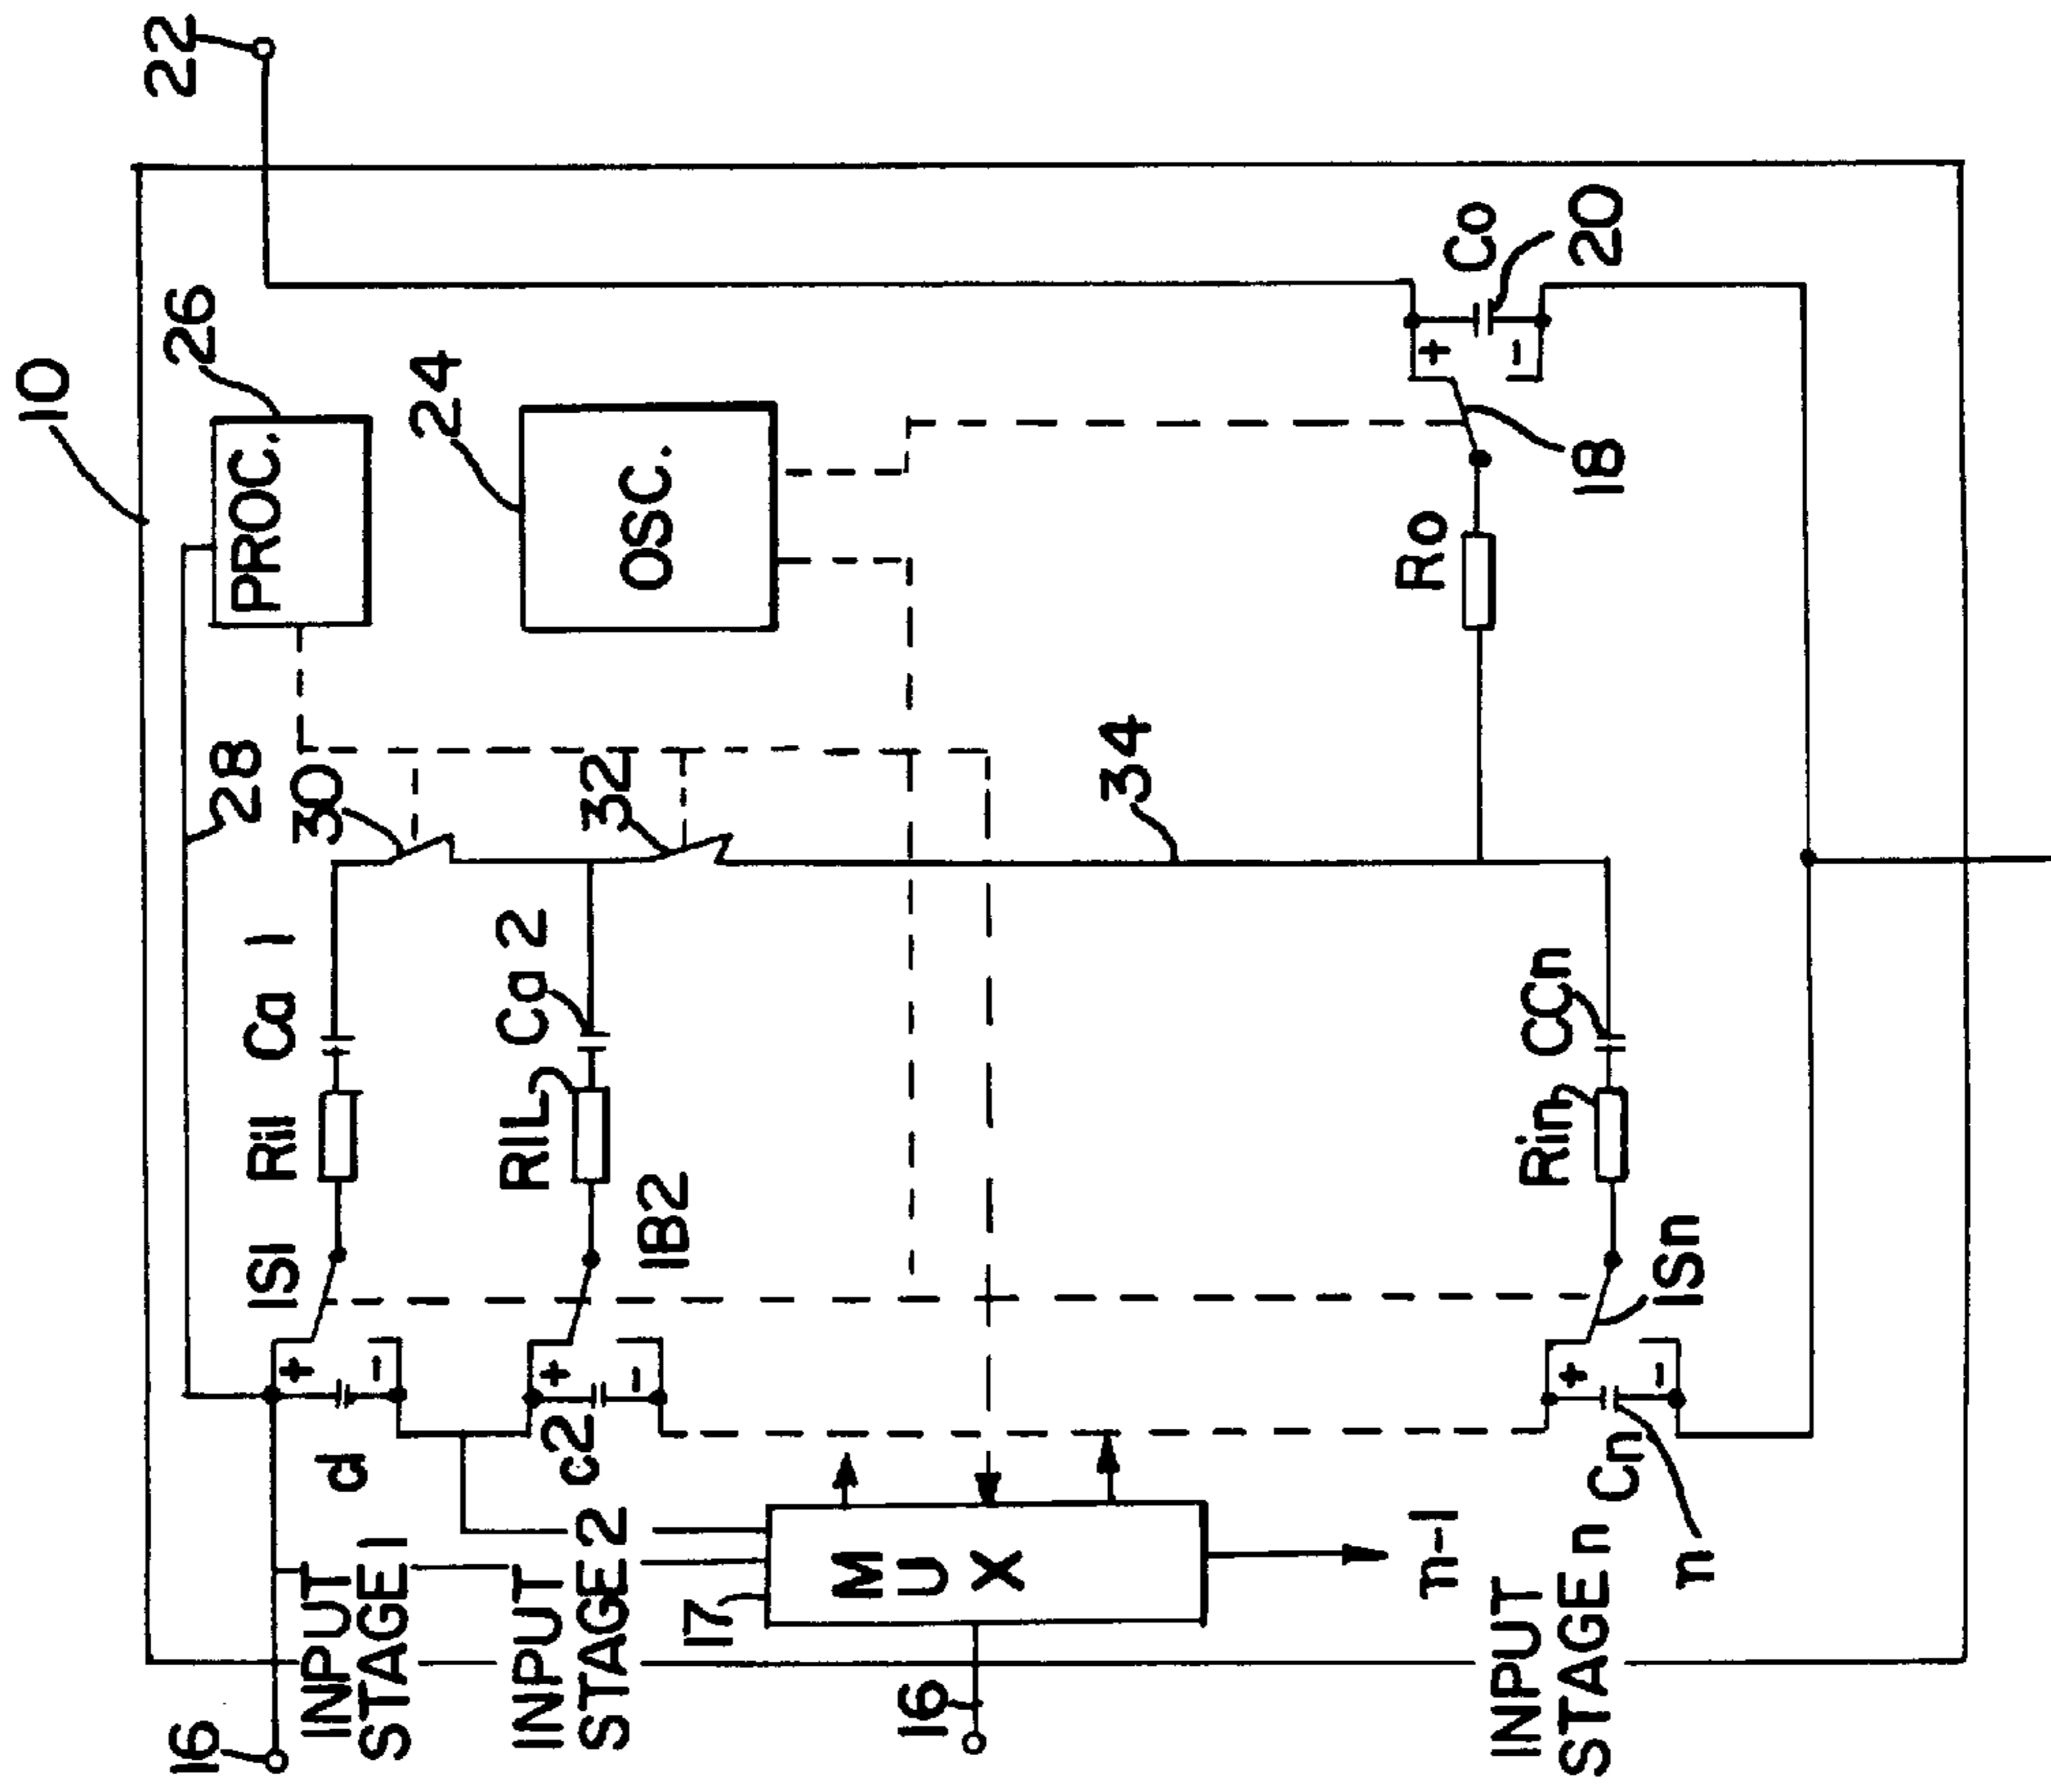 10
22
26
PROC.
24
OSC.
28
30
32
34
Co
20
18
Ro
ISI
Ril
Ca 1
RIL
Ca 2
IB2
Rin
CCn
ISn
+
-
+
-
+
-
+
-
d
c2
Cn
n
16
INPUT
STAGE 1
INPUT
STAGE 2
17
MUX
16
n-1
INPUT
STAGE n